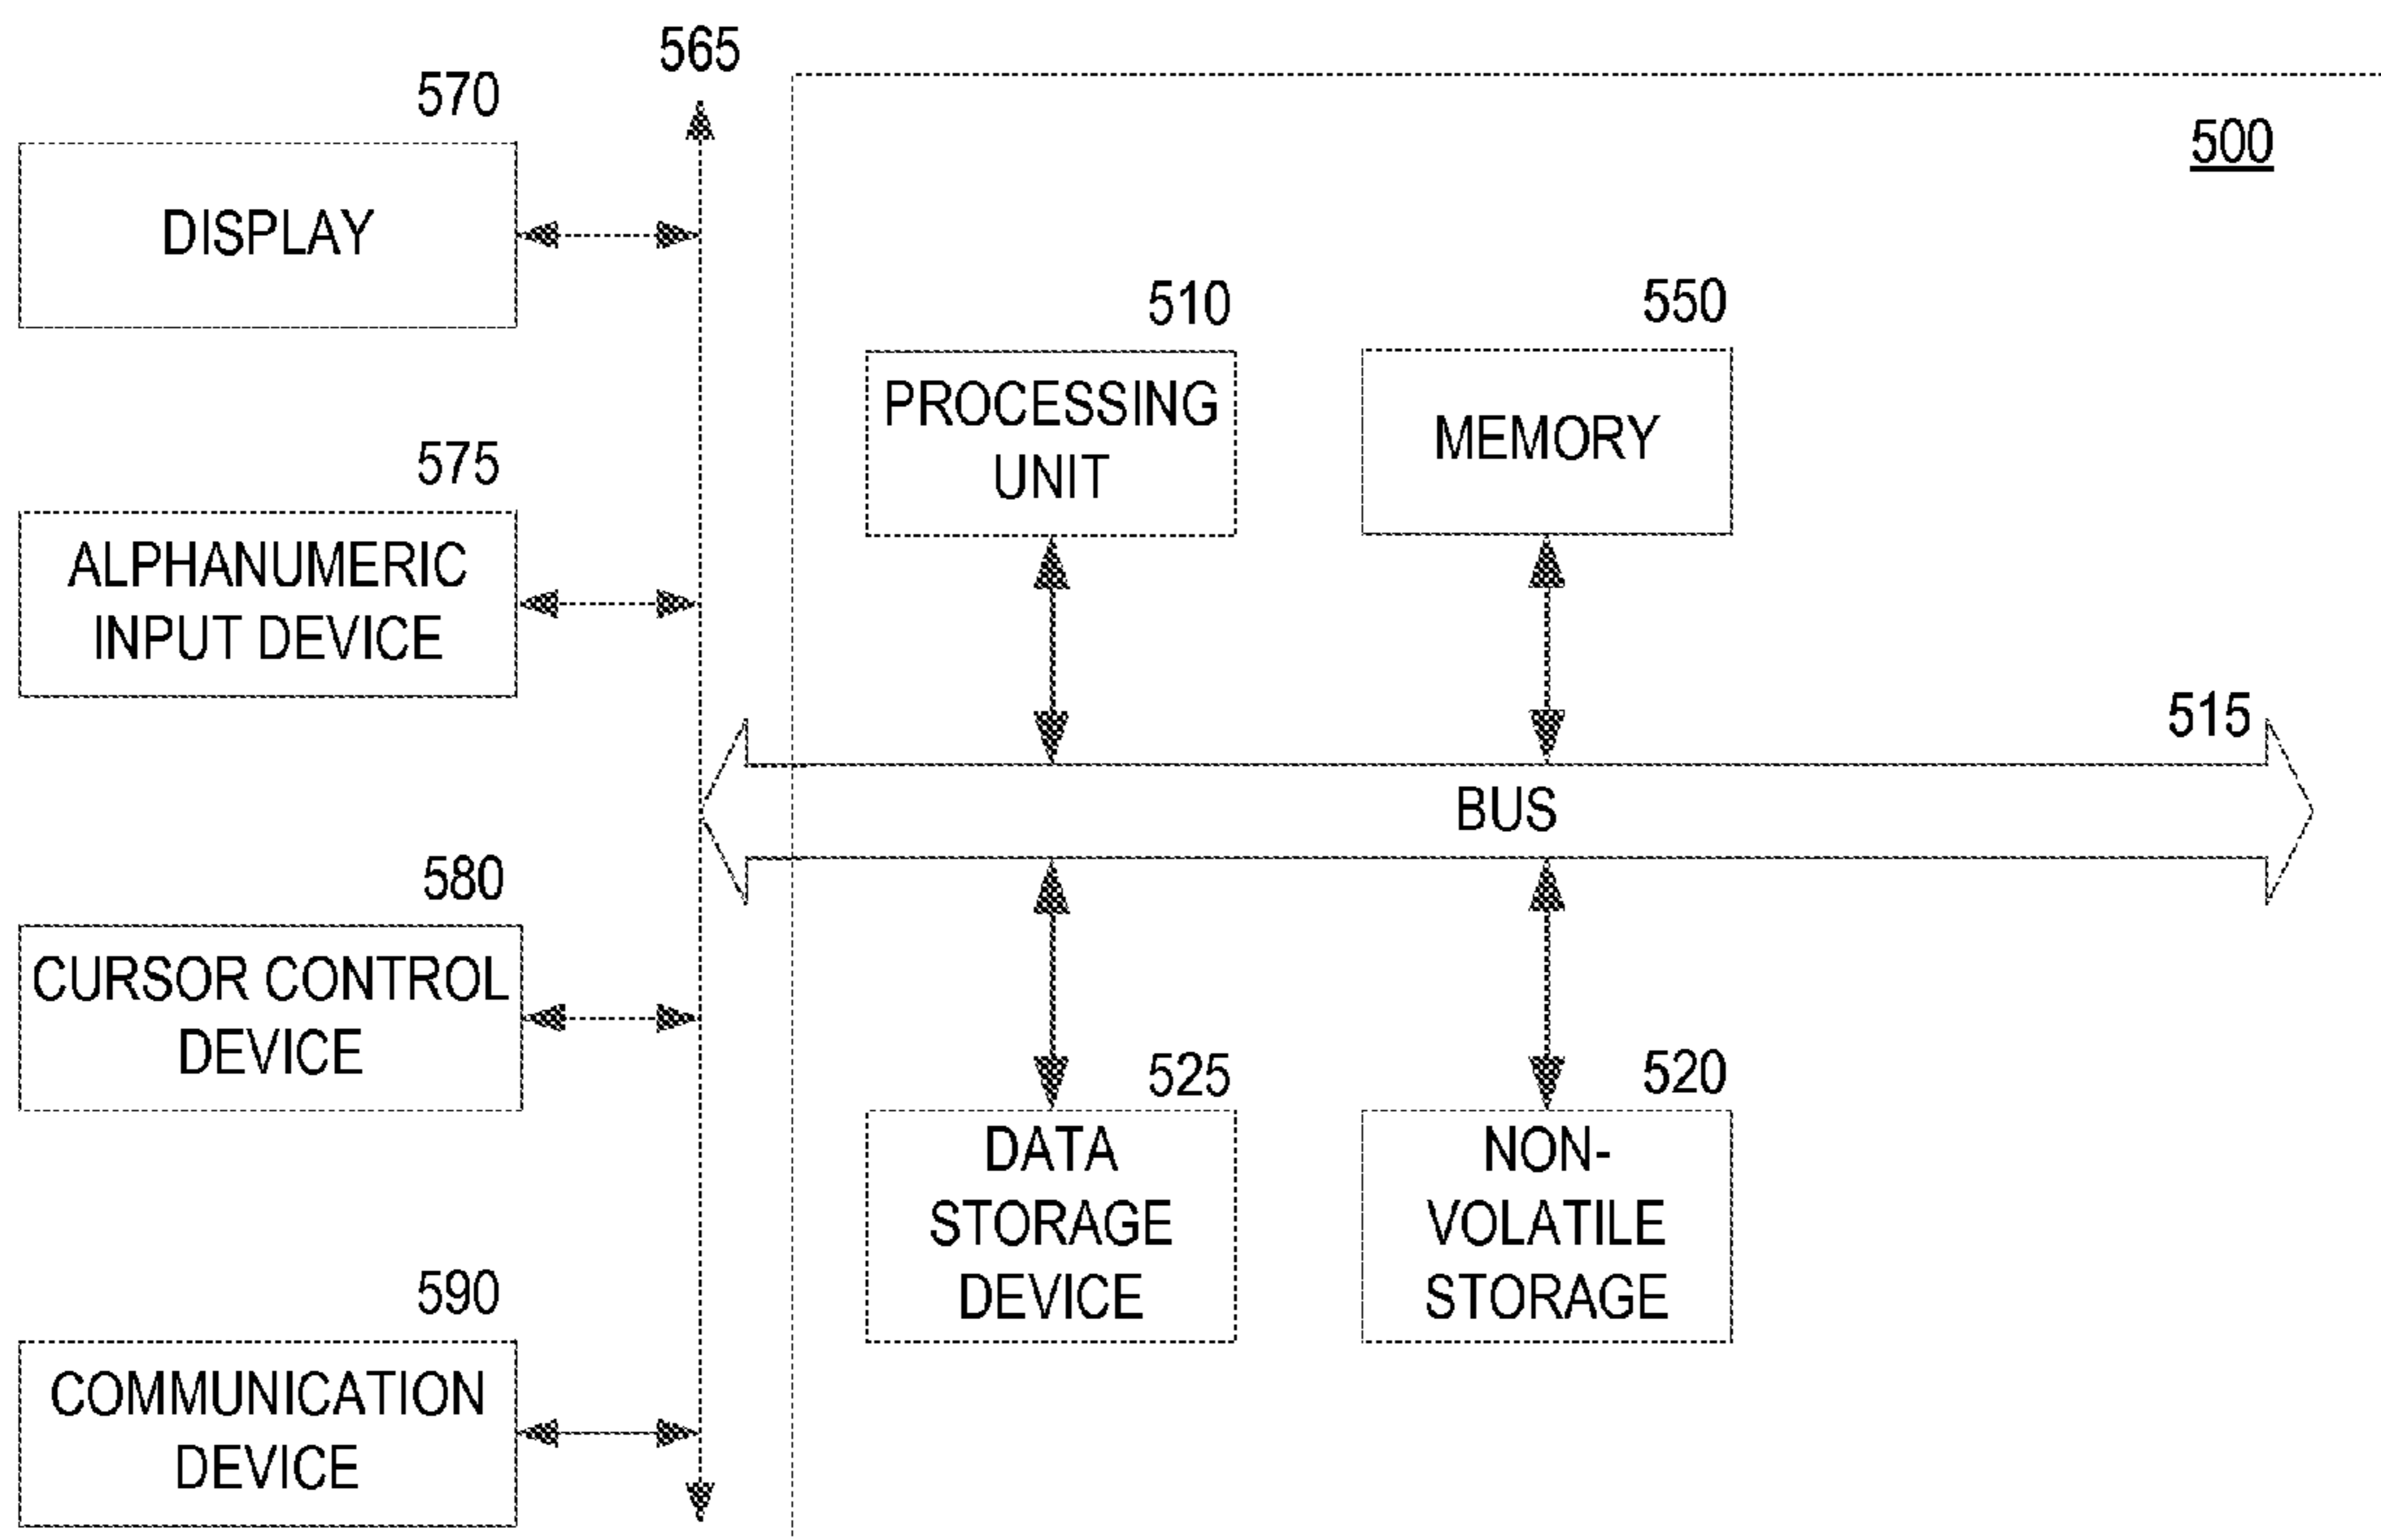 565
570
500
DISPLAY
510
550
PROCESSING
UNIT
MEMORY
575
ALPHANUMERIC
INPUT DEVICE
515
BUS
580
CURSOR CONTROL
DEVICE
525
520
DATA
STORAGE
DEVICE
NON-
VOLATILE
STORAGE
590
COMMUNICATION
DEVICE